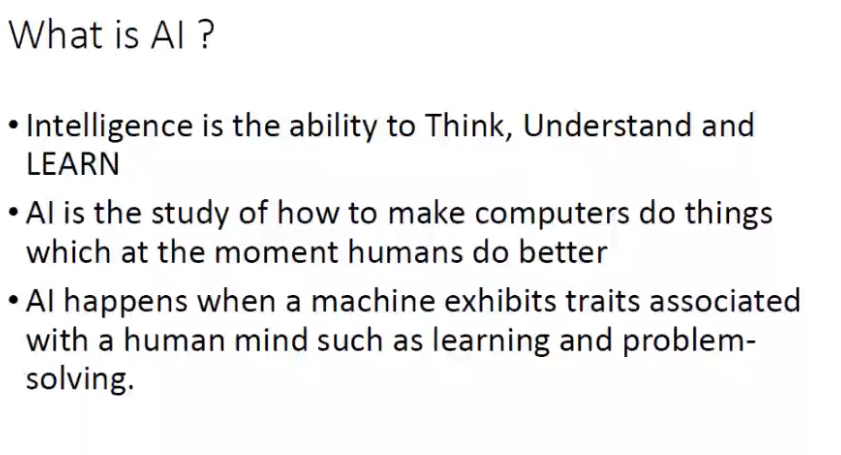 What is AI ?
• Intelligence is the ability to Think, Understand and
LEARN
• AI is the study of how to make computers do things
which at the moment humans do better
• AI happens when a machine exhibits traits associated
with a human mind such as learning and problem-
solving.